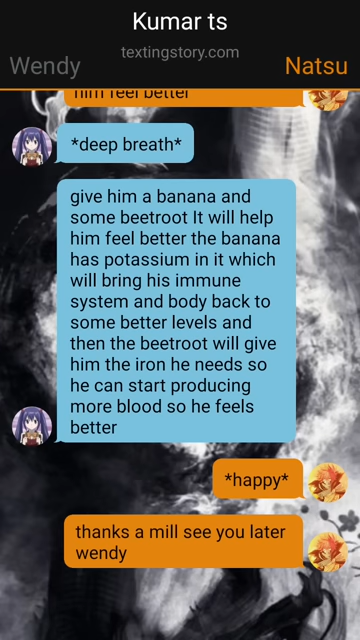 Kumar ts
textingstory.com
Wendy
Natsu
him feel better
*deep breath*
give him a banana and
some beetroot It will help
him feel better the banana
has potassium in it which
will bring his immune
system and body back to
some better levels and
then the beetroot will give
him the iron he needs so
he can start producing
more blood so he feels
better
*happy*
thanks a mill see you later
wendy